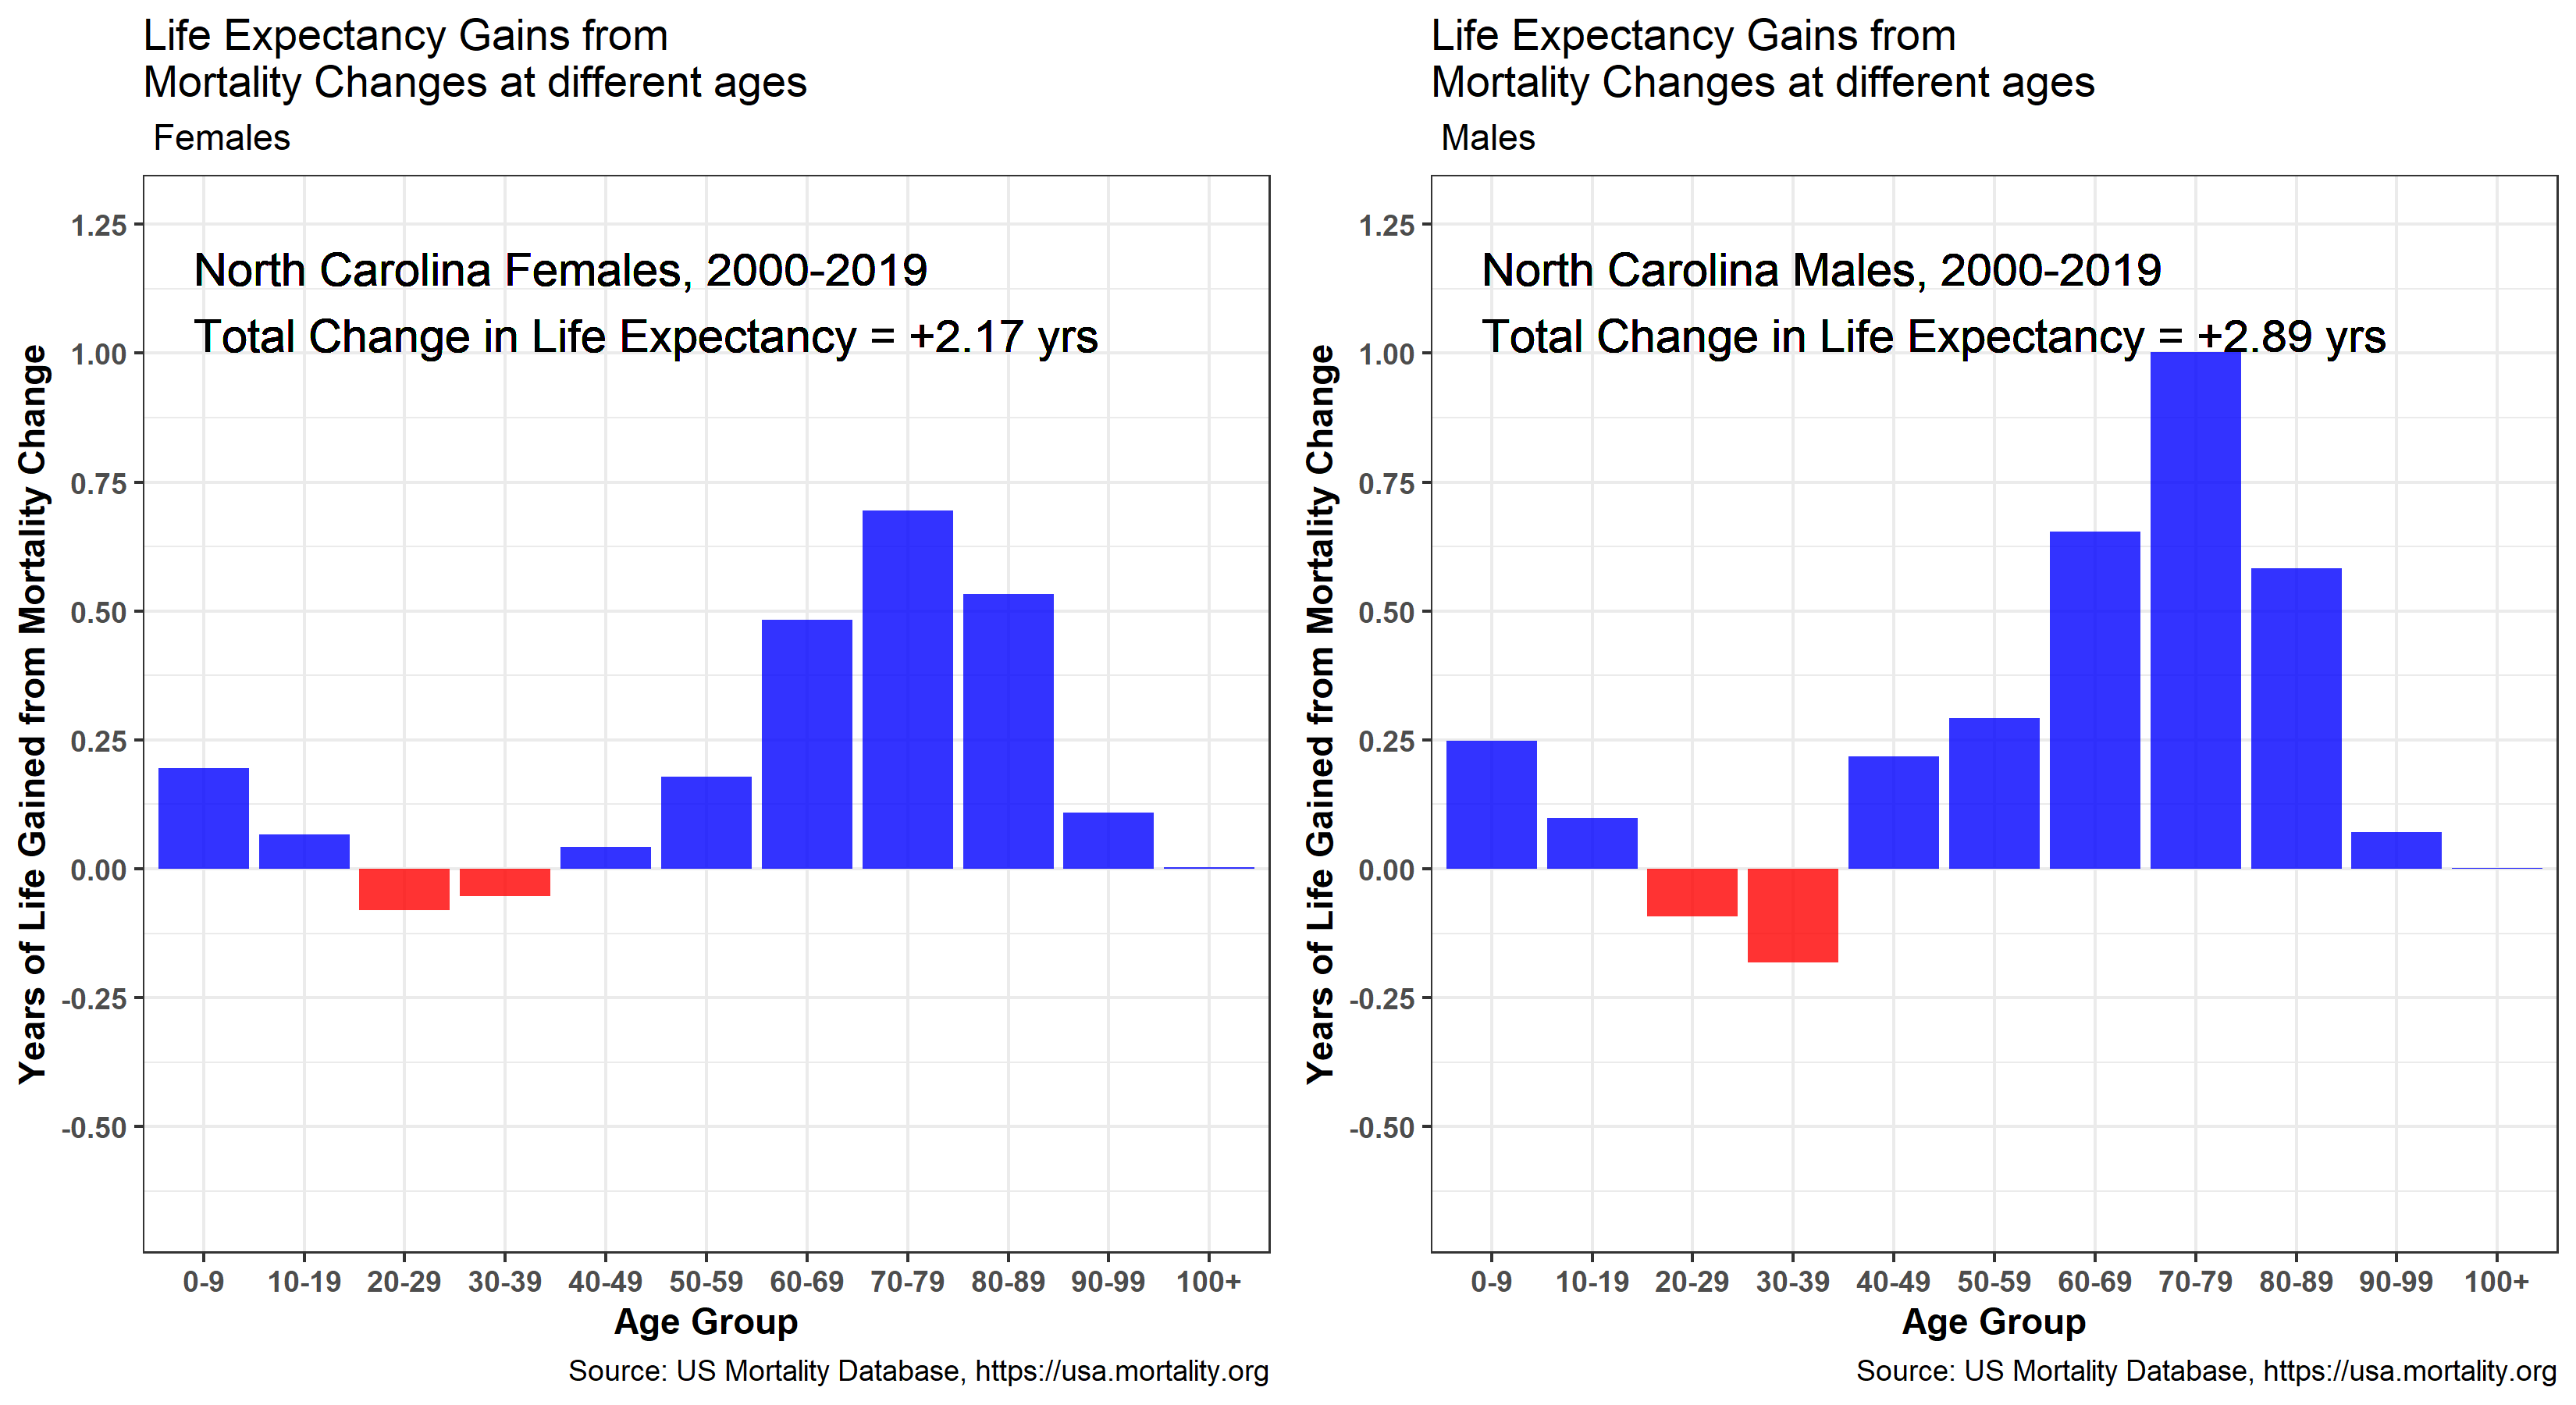 Life Expectancy Gains from
Mortality Changes at different ages
Females
North Carolina Females, 2000-2019
Total Change in Life Expectancy = +2.17 yrs
Years of Life Gained from Mortality Change
1.25
1.00
0.75
0.50
0.25
0.00
-0.25
-0.50
0-9 10-19 20-29 30-39 40-49 50-59 60-69 70-79 80-89 90-99 100+
Age Group
Source: US Mortality Database, https://usa.mortality.org
Life Expectancy Gains from
Mortality Changes at different ages
Males
North Carolina Males, 2000-2019
Total Change in Life Expectancy = +2.89 yrs
Years of Life Gained from Mortality Change
1.25
1.00
0.75
0.50
0.25
0.00
-0.25
-0.50
0-9 10-19 20-29 30-39 40-49 50-59 60-69 70-79 80-89 90-99 100+
Age Group
Source: US Mortality Database, https://usa.mortality.org